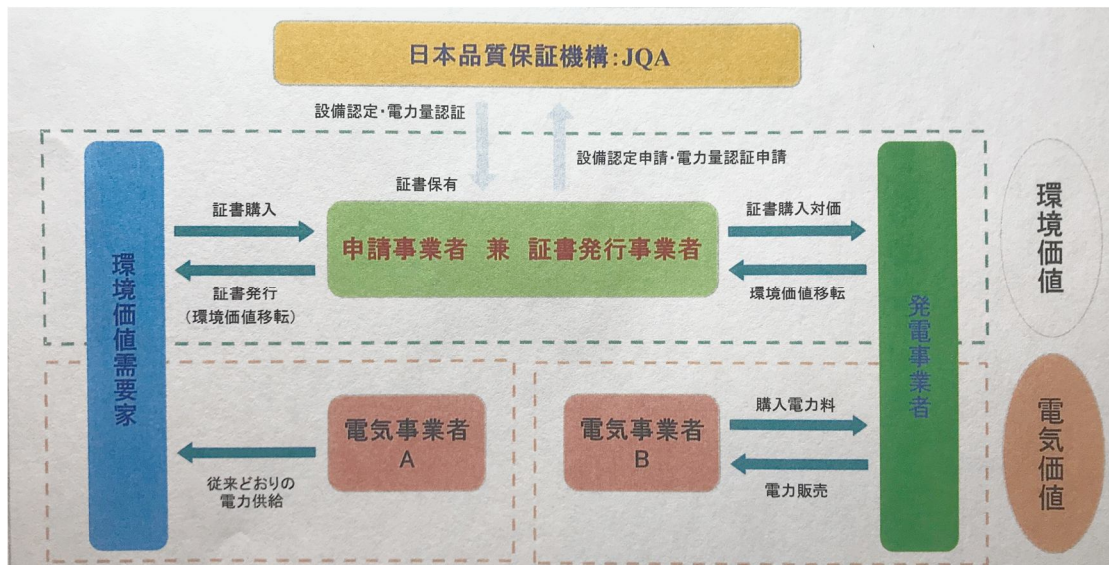 日本品質保証機構:JQA
設備認定・電力量認証
設備認定申請・電力量認証申請
証書保有
証書購入
申請事業者 兼 証書発行事業者
証書購入対価
証書発行
(環境価値移転)
環境価値移転
環境価値需要家
発電事業者
環境価値
電気事業者
A
従来どおりの
電力供給
電気事業者
B
購入電力料
電力販売
電気価値